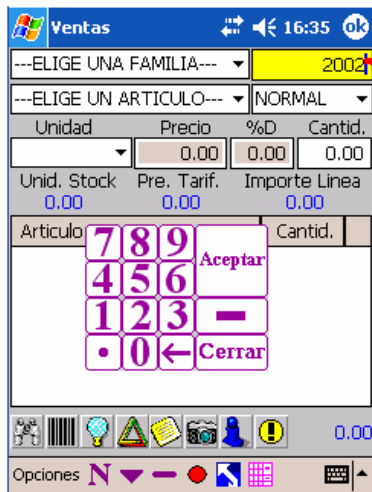 Ventas 16:35 ok
---ELIGE UNA FAMILIA--- 2002
---ELIGE UN ARTICULO--- NORMAL
Unidad Precio %D Cantid.
0.00 0.00 0.00
Unid. Stock Pre. Tarif. Importe Linea
0.00 0.00 0.00
Articulo Cantid.
7 8 9 Aceptar
4 5 6
1 2 3 -
. 0 ← Cerrar
0.00
Opciones N